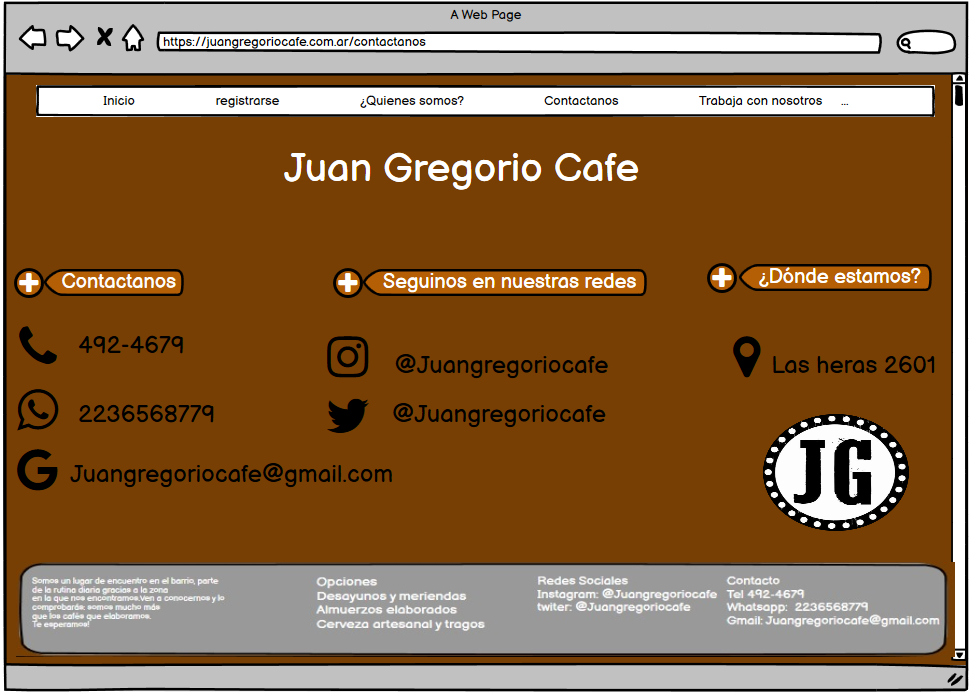 A Web Page
https://juangregoriocafe.com.ar/contactanos
Inicio registrarse ¿Quienes somos? Contactanos Trabaja con nosotros ...
Juan Gregorio Cafe
Contactanos
492-4679
2236568779
Juangregoriocafe@gmail.com
Seguinos en nuestras redes
@Juangregoriocafe
@Juangregoriocafe
¿Dónde estamos?
Las heras 2601
JG
Somos un lugar de encuentro en el barrio, parte
de la rutina diaria gracias a la zona
en la que nos encontramos.Ven a conocernos y lo
comprobarás: somos mucho más
que los cafés que elaboramos.
Te esperamos!
Opciones
Desayunos y meriendas
Almuerzos elaborados
Cerveza artesanal y tragos
Redes Sociales
Instagram: @Juangregoriocafe
twiter: @Juangregoriocafe
Contacto
Tel 492-4679
Whatsapp: 2236568779
Gmail: Juangregoriocafe@gmail.com